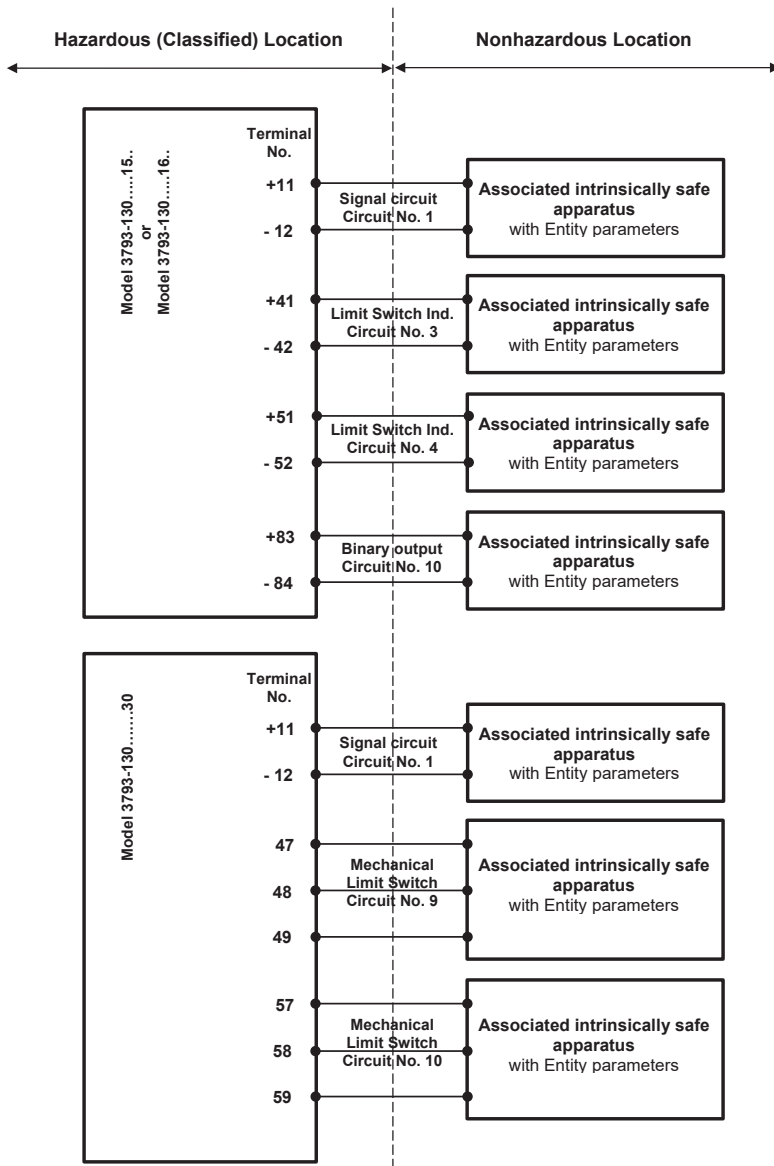 Hazardous (Classified) Location
Nonhazardous Location
Model 3793-130.....15..
or
Model 3793-130.....16..
Terminal
No.
+11
Signal circuit
Circuit No. 1
- 12
Associated intrinsically safe
apparatus
with Entity parameters
+41
Limit Switch Ind.
Circuit No. 3
- 42
Associated intrinsically safe
apparatus
with Entity parameters
+51
Limit Switch Ind.
Circuit No. 4
- 52
Associated intrinsically safe
apparatus
with Entity parameters
+83
Binary output
Circuit No. 10
- 84
Associated intrinsically safe
apparatus
with Entity parameters
Model 3793-130.......30
Terminal
No.
+11
Signal circuit
Circuit No. 1
- 12
Associated intrinsically safe
apparatus
with Entity parameters
47
Mechanical
Limit Switch
48
Circuit No. 9
49
Associated intrinsically safe
apparatus
with Entity parameters
57
Mechanical
Limit Switch
58
Circuit No. 10
59
Associated intrinsically safe
apparatus
with Entity parameters